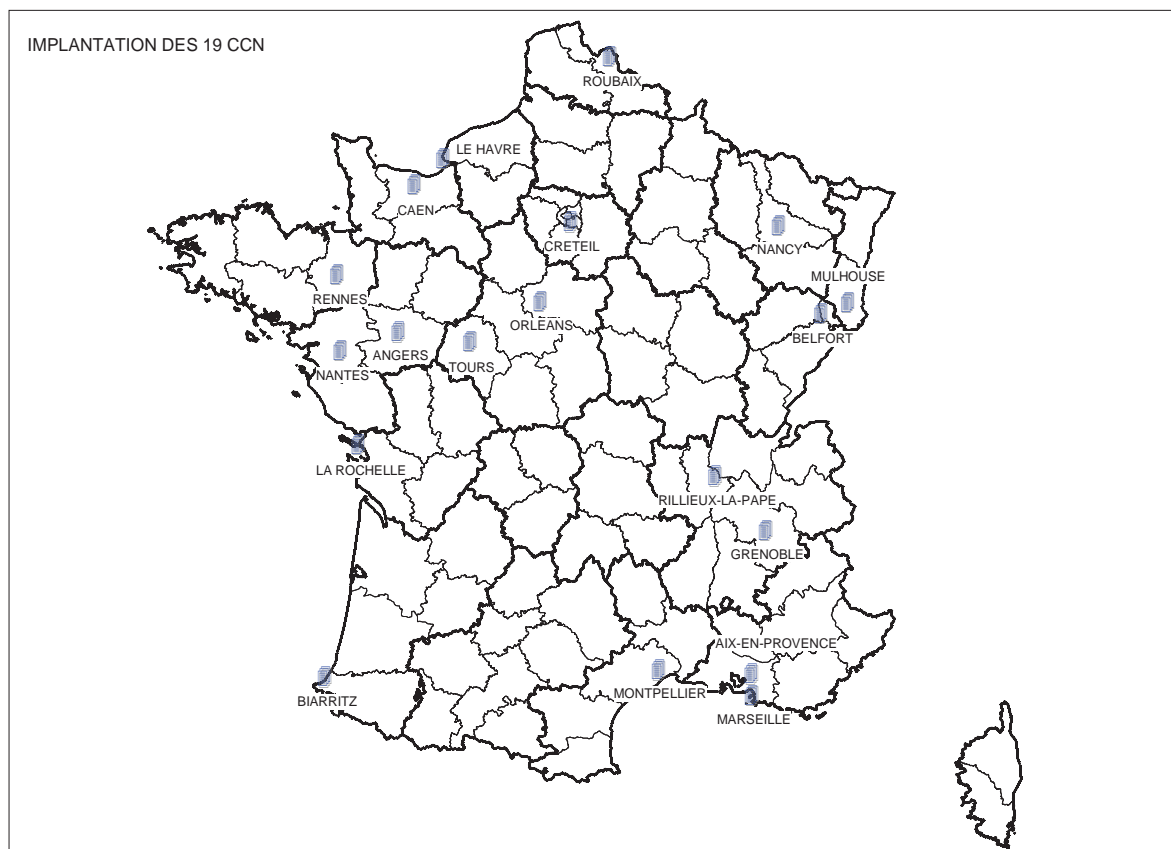 IMPLANTATION DES 19 CCN
ROUBAIX
LE HAVRE
CAEN
CRETEIL
NANCY
MULHOUSE
RENNES
ORLEANS
BELFORT
ANGERS
TOURS
NANTES
LA ROCHELLE
RILLIEUX-LA-PAPE
GRENOBLE
AIX-EN-PROVENCE
BIARRITZ
MONTPELLIER
MARSEILLE